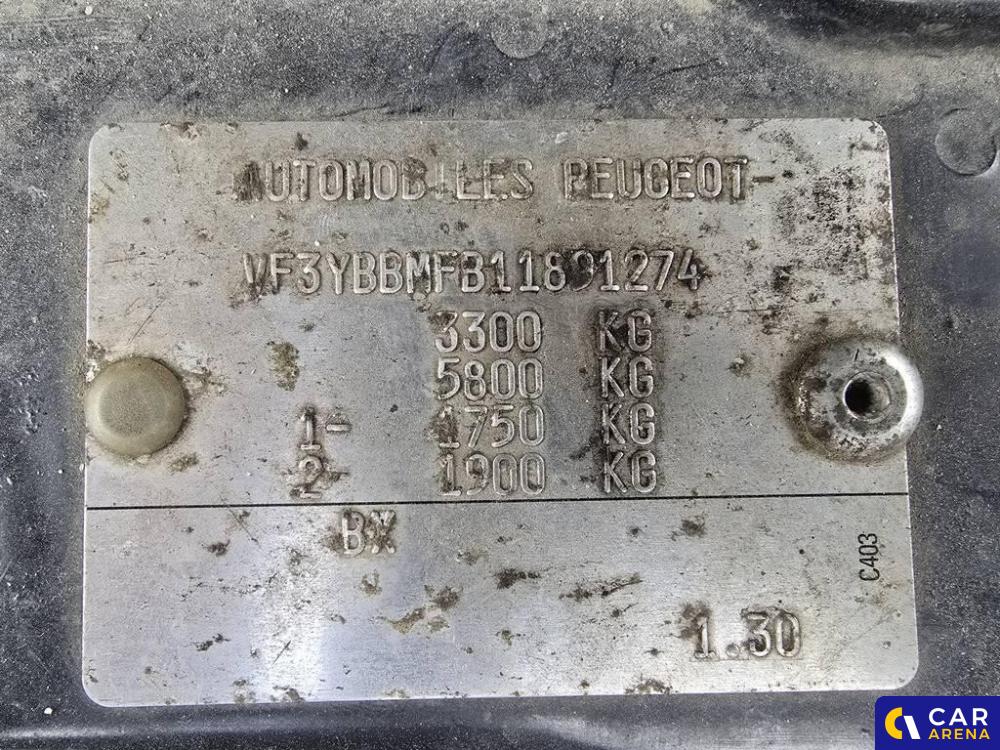 AUTOMOBILES PEUGEOT
VF3YBBMFB11891274
3300 KG
5800 KG
1- 1750 KG
2- 1900 KG
BX
C403
1.30
CAR
ARENA